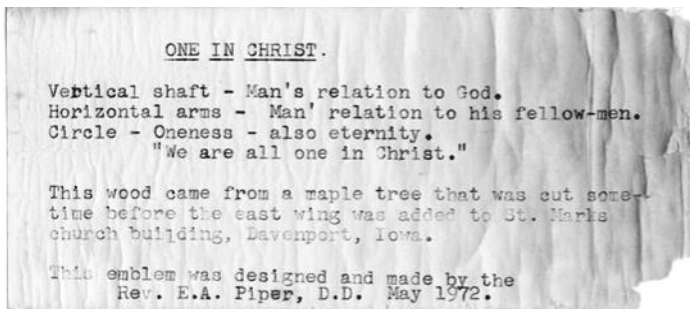 ONE IN CHRIST.
Vertical shaft - Man's relation to God.
Horizontal arms - Man' relation to his fellow-men.
Circle - Oneness - also eternity.
"We are all one in Christ."
This wood came from a maple tree that was cut some-
time before the east wing was added to St. Marks
church building, Davenport, Iowa.
This emblem was designed and made by the
Rev. E.A. Piper, D.D. May 1972.